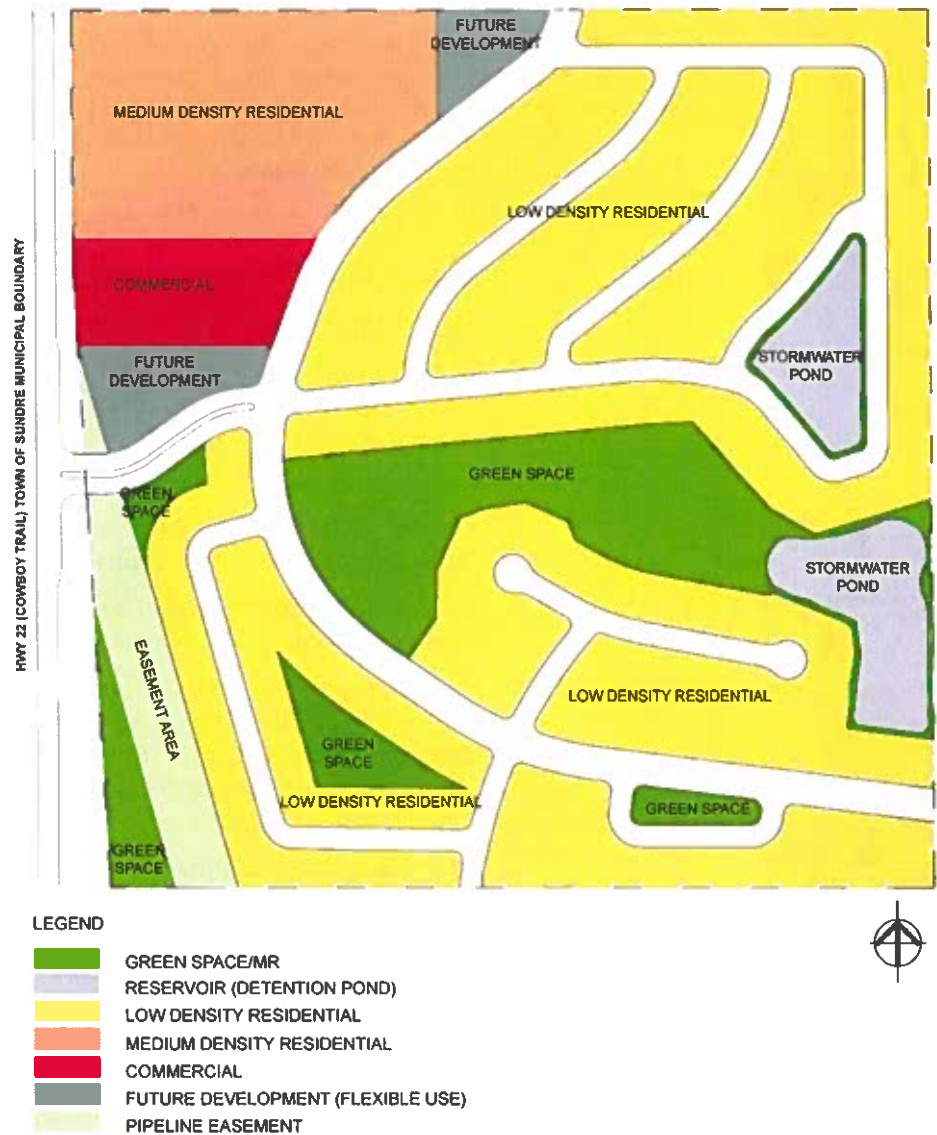 FUTURE
DEVELOPMENT
MEDIUM DENSITY RESIDENTIAL
LOW DENSITY RESIDENTIAL
HWY 22 (COWBOY TRAIL) TOWN OF SUNDRE MUNICIPAL BOUNDARY
COMMERCIAL
FUTURE
DEVELOPMENT
STORMWATER
POND
GREEN SPACE
GREEN
SPACE
STORMWATER
POND
EASEMENT AREA
LOW DENSITY RESIDENTIAL
GREEN
SPACE
LOW DENSITY RESIDENTIAL
GREEN SPACE
GREEN
SPACE
LEGEND
GREEN SPACE/MR
RESERVOIR (DETENTION POND)
LOW DENSITY RESIDENTIAL
MEDIUM DENSITY RESIDENTIAL
COMMERCIAL
FUTURE DEVELOPMENT (FLEXIBLE USE)
PIPELINE EASEMENT